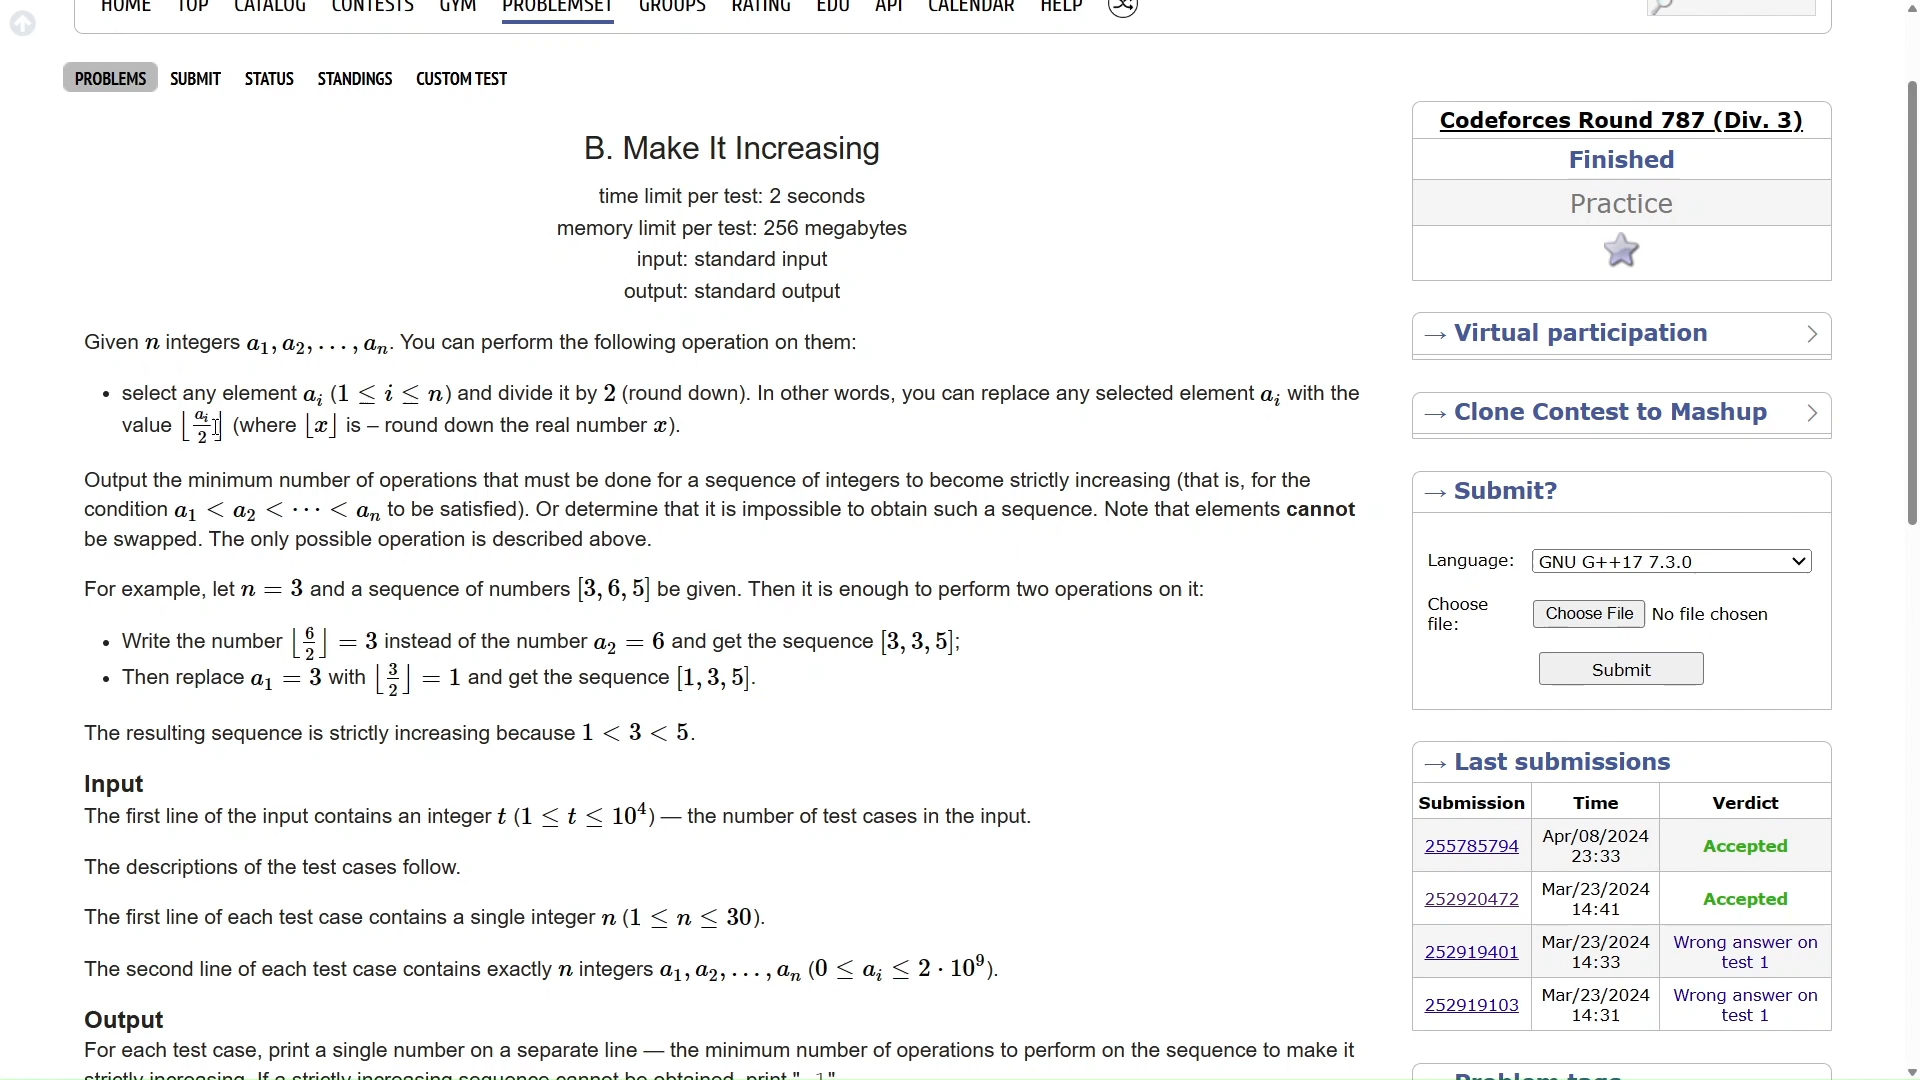 HOME TOP CATALOG CONTESTS GYM PROBLEMSET GROUPS RATING EDU API CALENDAR HELP
PROBLEMS SUBMIT STATUS STANDINGS CUSTOM TEST
B. Make It Increasing
time limit per test: 2 seconds
memory limit per test: 256 megabytes
input: standard input
output: standard output
Given n integers a₁, a₂, ..., aₙ. You can perform the following operation on them:
• select any element aᵢ (1 ≤ i ≤ n) and divide it by 2 (round down). In other words, you can replace any selected element aᵢ with the
value ⌊aᵢ/2⌋ (where ⌊x⌋ is – round down the real number x).
Output the minimum number of operations that must be done for a sequence of integers to become strictly increasing (that is, for the
condition a₁ < a₂ < ⋯ < aₙ to be satisfied). Or determine that it is impossible to obtain such a sequence. Note that elements cannot
be swapped. The only possible operation is described above.
For example, let n = 3 and a sequence of numbers [3, 6, 5] be given. Then it is enough to perform two operations on it:
• Write the number ⌊6/2⌋ = 3 instead of the number a₂ = 6 and get the sequence [3, 3, 5];
• Then replace a₁ = 3 with ⌊3/2⌋ = 1 and get the sequence [1, 3, 5].
The resulting sequence is strictly increasing because 1 < 3 < 5.
Input
The first line of the input contains an integer t (1 ≤ t ≤ 10⁴) — the number of test cases in the input.
The descriptions of the test cases follow.
The first line of each test case contains a single integer n (1 ≤ n ≤ 30).
The second line of each test case contains exactly n integers a₁, a₂, ..., aₙ (0 ≤ aᵢ ≤ 2 · 10⁹).
Output
For each test case, print a single number on a separate line — the minimum number of operations to perform on the sequence to make it
strictly increasing. If a strictly increasing sequence cannot be obtained, print "-1".
Codeforces Round 787 (Div. 3)
Finished
Practice
→ Virtual participation
→ Clone Contest to Mashup
→ Submit?
Language: GNU G++17 7.3.0
Choose
file: Choose File No file chosen
Submit
→ Last submissions
Submission Time Verdict
255785794 Apr/08/2024 23:33 Accepted
252920472 Mar/23/2024 14:41 Accepted
252919401 Mar/23/2024 14:33 Wrong answer on test 1
252919103 Mar/23/2024 14:31 Wrong answer on test 1
→ Problem tags